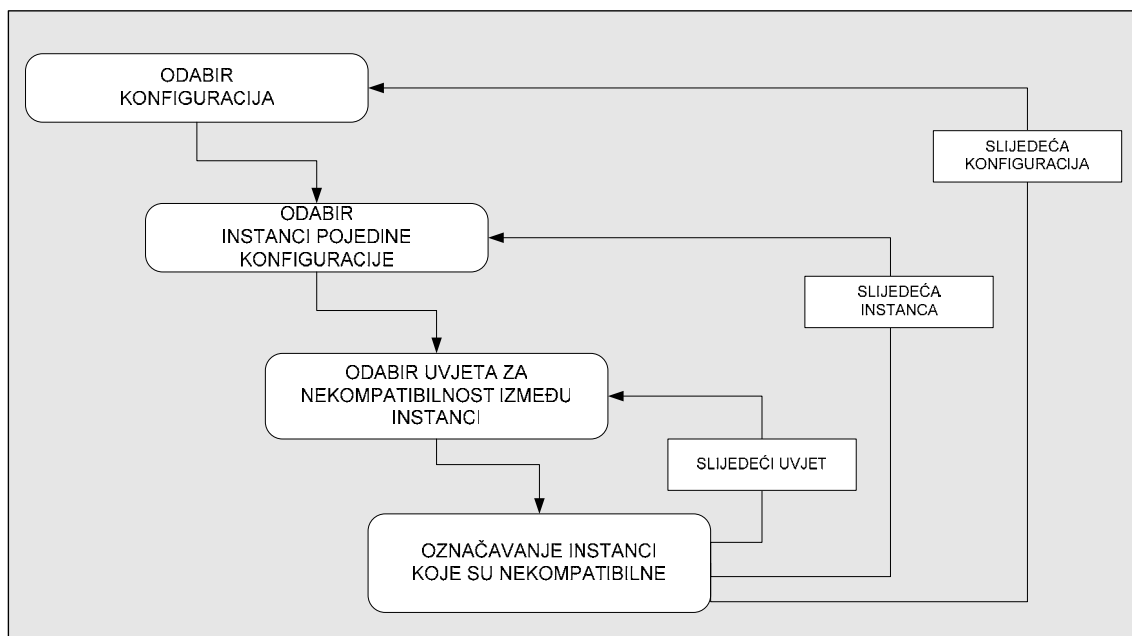 ODABIR
KONFIGURACIJA
SLIJEDEĆA
KONFIGURACIJA
ODABIR
INSTANCI POJEDINE
KONFIGURACIJE
SLIJEDEĆA
INSTANCA
ODABIR UVJETA ZA
NEKOMPATIBILNOST IZMEĐU
INSTANCI
SLIJEDEĆI UVJET
OZNAČAVANJE INSTANCI
KOJE SU NEKOMPATIBILNE